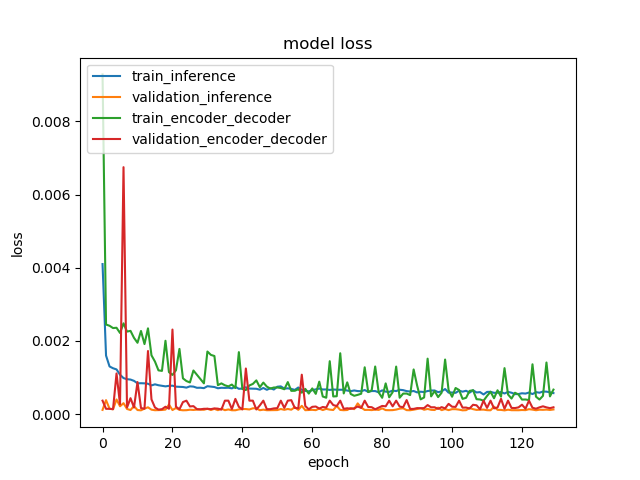 model loss
train_inference
validation_inference
train_encoder_decoder
validation_encoder_decoder
loss
0.008
0.006
0.004
0.002
0.000
0 20 40 60 80 100 120
epoch